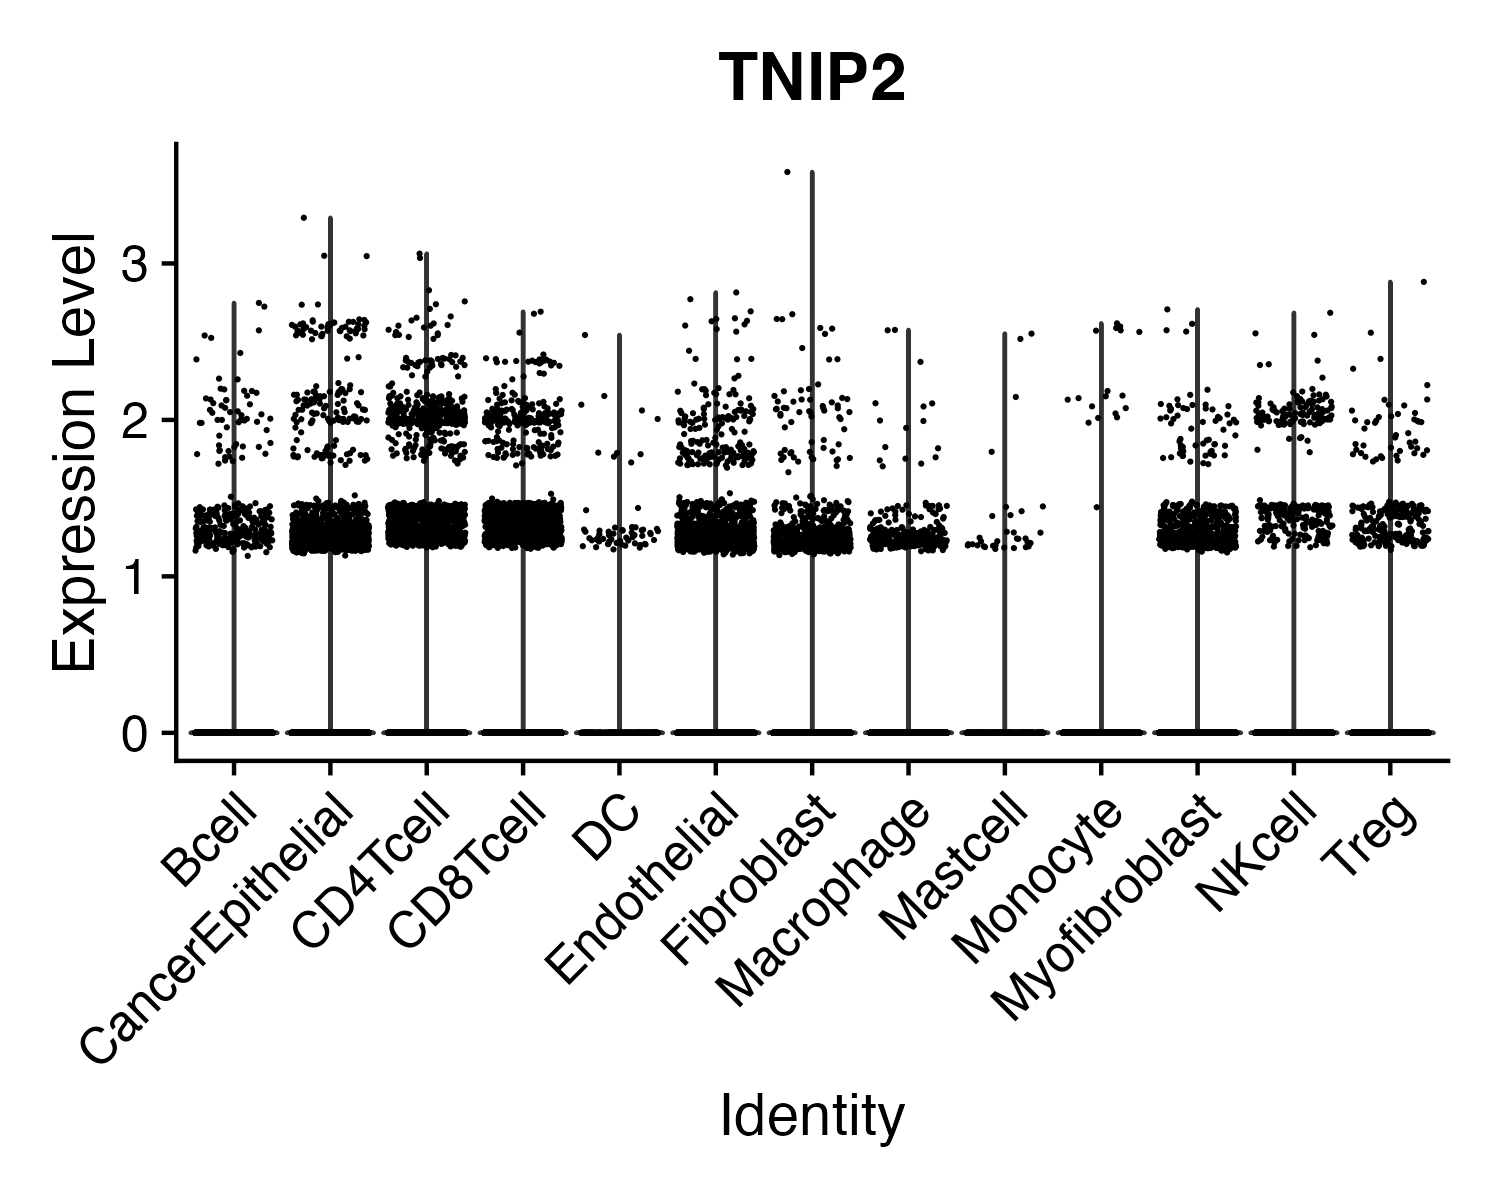 TNIP2
Expression Level
3
2
1
0
Bcell
CancerEpithelial
CD4Tcell
CD8Tcell
DC
Endothelial
Fibroblast
Macrophage
Mastcell
Monocyte
Myofibroblast
NKcell
Treg
Identity